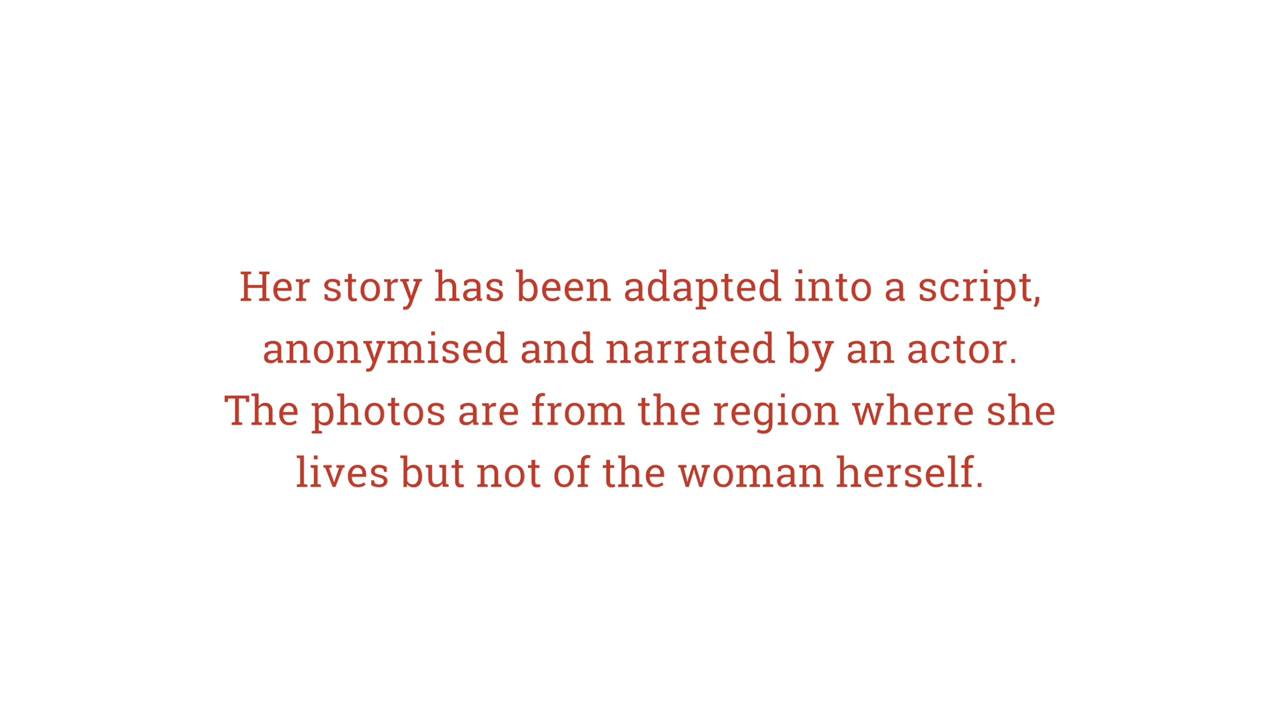 Her story has been adapted into a script,
anonymised and narrated by an actor.
The photos are from the region where she
lives but not of the woman herself.